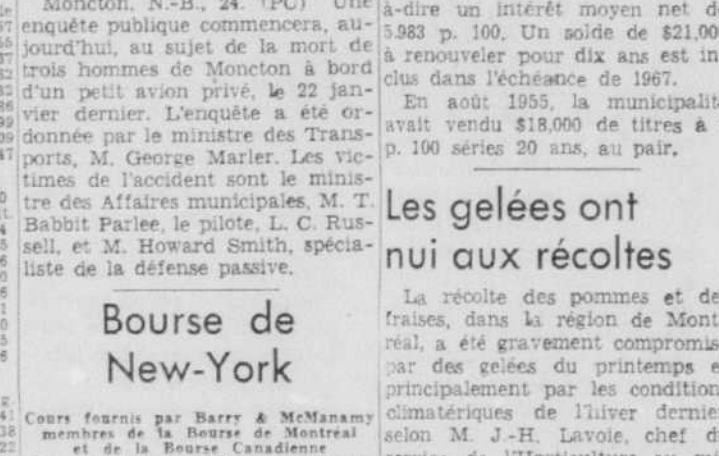 Moncton, N.-B., 24. (PC) Une
enquête publique commencera, au-
jourd'hui, au sujet de la mort de
trois hommes de Moncton à bord
d'un petit avion privé, le 22 jan-
vier dernier. L'enquête a été or-
donnée par le ministre des Trans-
ports, M. George Marler. Les vic-
times de l'accident sont le minis-
tre des Affaires municipales, M. T.
Babbit Parlee, le pilote, L. C. Rus-
sell, et M. Howard Smith, spécia-
liste de la défense passive.
Bourse de
New-York
Cours fournis par Barry & McManamy
membres de la Bourse de Montréal
et de la Bourse Canadienne
à-dire un intérêt moyen net d
5.983 p. 100. Un solde de $21,00
à renouveler pour dix ans est in
clus dans l'échéance de 1967.
En août 1955, la municipalit
avait vendu $18,000 de titres à
p. 100 séries 20 ans, au pair.
Les gelées ont
nui aux récoltes
La récolte des pommes et de
fraises, dans la région de Mont
réal, a été gravement compromis
par des gelées du printemps e
principalement par les condition
climatériques de l'hiver dernie
selon M. J.-H. Lavoie, chef d